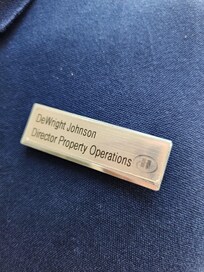 DeWright Johnson
Director Property Operations